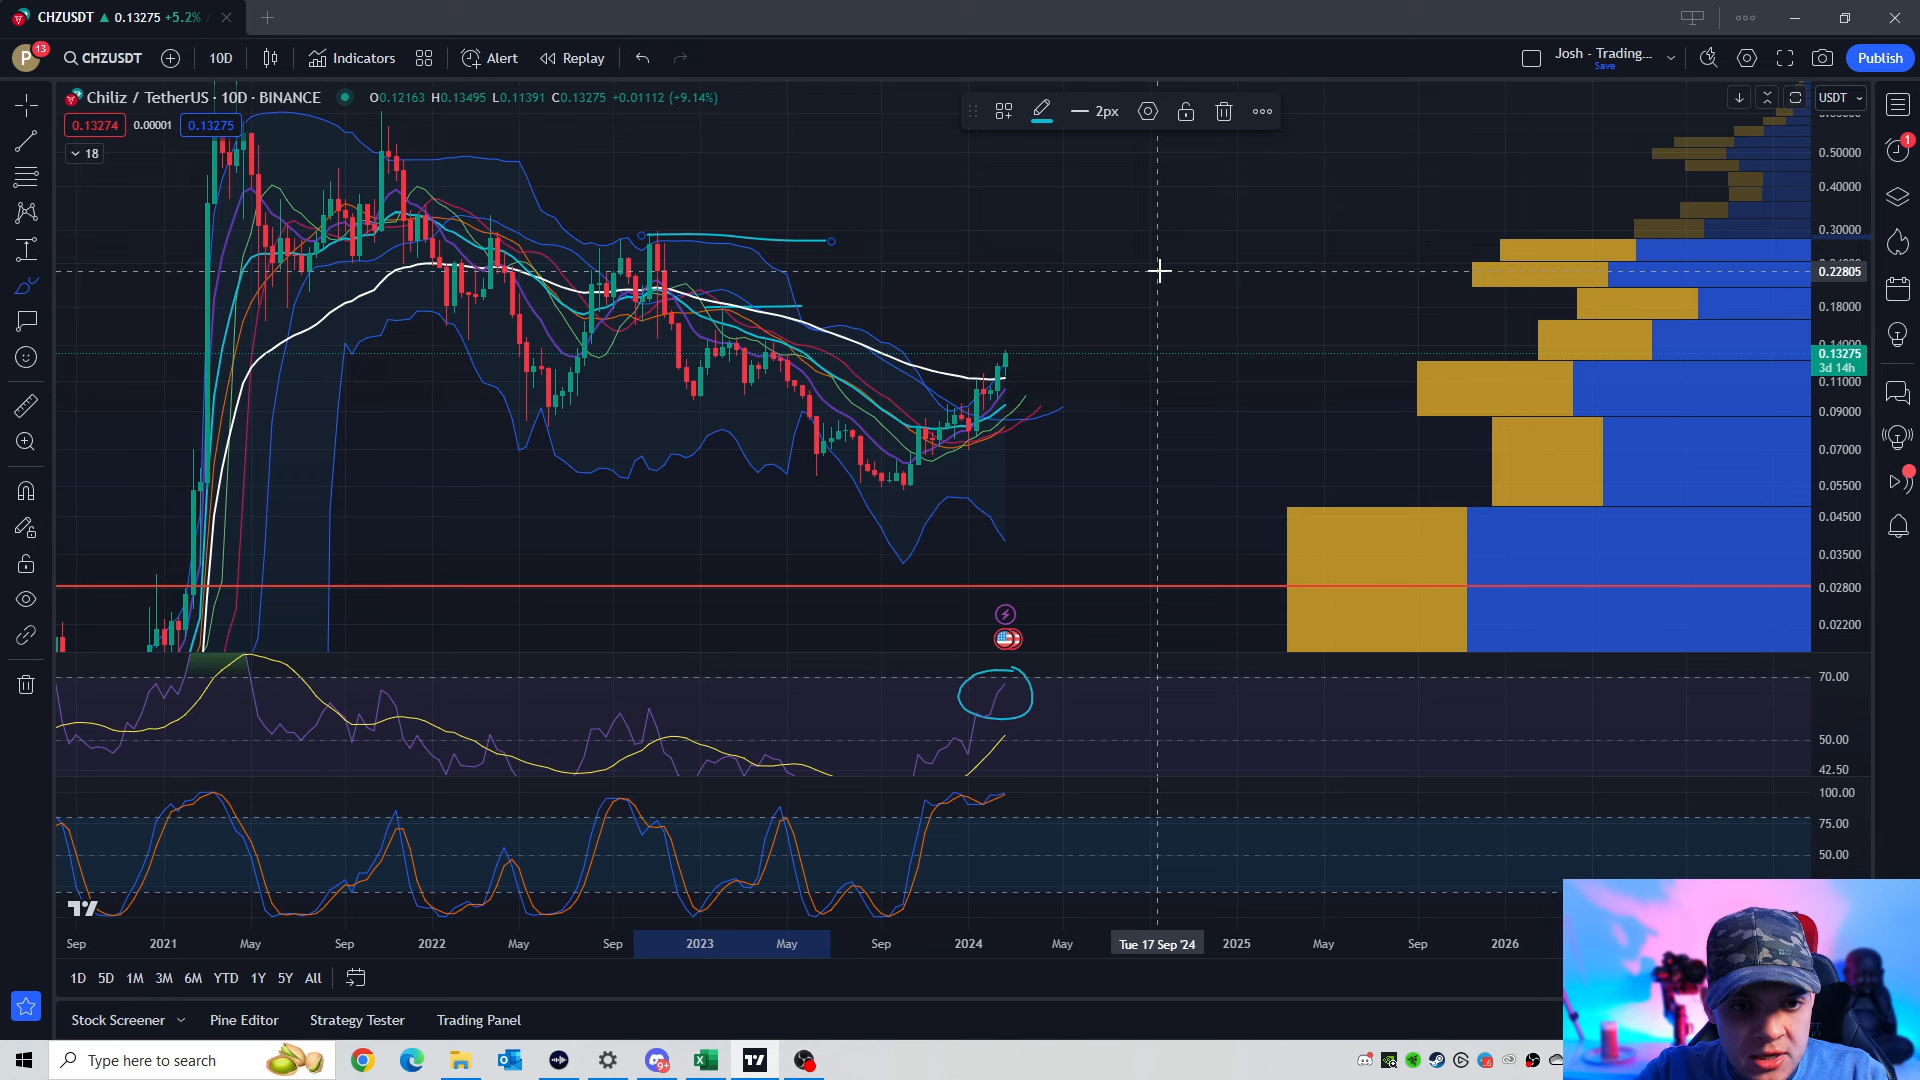 CHZUSDT ▲ 0.13275 +5.2% /
P 13 CHZUSDT 10D Indicators Alert Replay Josh - Trading... Save Publish
Chiliz / TetherUS · 10D · BINANCE O0.12163 H0.13495 L0.11391 C0.13275 +0.01112 (+9.14%)
2px
USDT
0.13274 0.00001 0.13275
18
1
0.50000
0.40000
0.30000
0.22805
0.18000
0.14000
0.13275
3d 14h
0.11000
0.09000
0.07000
0.05500
0.04500
0.03500
0.02800
0.02200
70.00
50.00
42.50
100.00
75.00
50.00
Sep 2021 May Sep 2022 May Sep 2023 May Sep 2024 May Tue 17 Sep '24 2025 May Sep 2026
1D 5D 1M 3M 6M YTD 1Y 5Y All
Stock Screener Pine Editor Strategy Tester Trading Panel
Type here to search
9+